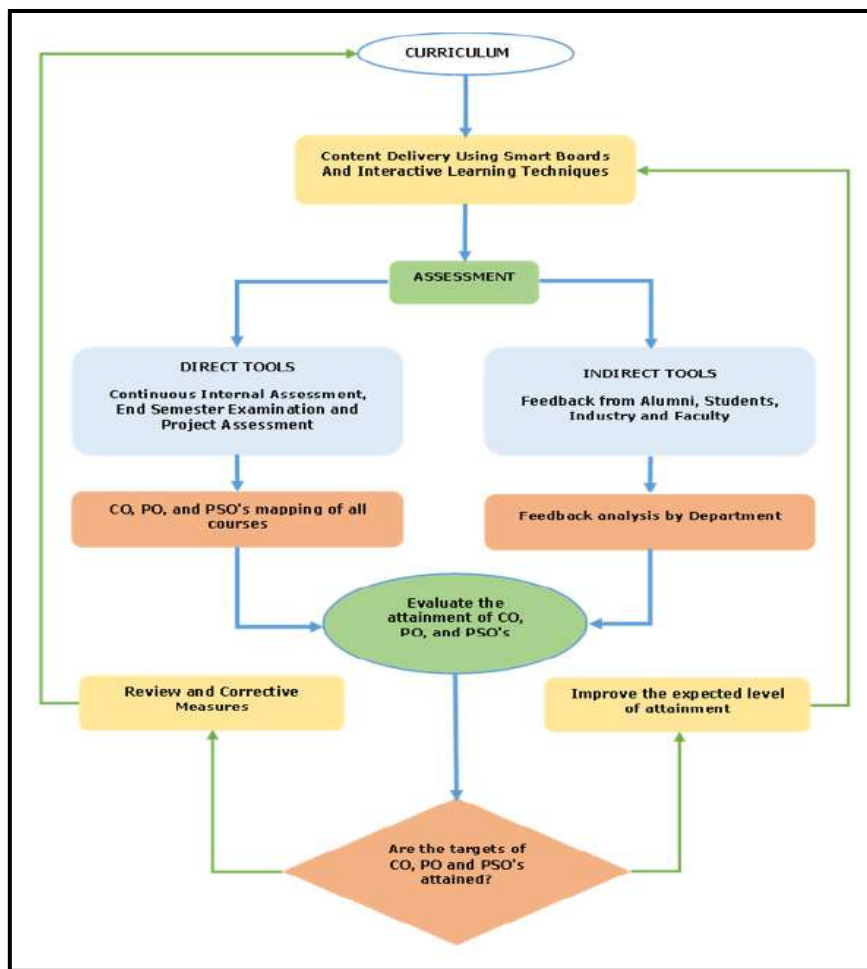 CURRICULUM
Content Delivery Using Smart Boards
And Interactive Learning Techniques
ASSESSMENT
DIRECT TOOLS
Continuous Internal Assessment,
End Semester Examination and
Project Assessment
INDIRECT TOOLS
Feedback from Alumni, Students,
Industry and Faculty
CO, PO, and PSO's mapping of all
courses
Feedback analysis by Department
Evaluate the
attainment of CO,
PO, and PSO's
Review and Corrective
Measures
Improve the expected level
of attainment
Are the targets of
CO, PO and PSO's
attained?